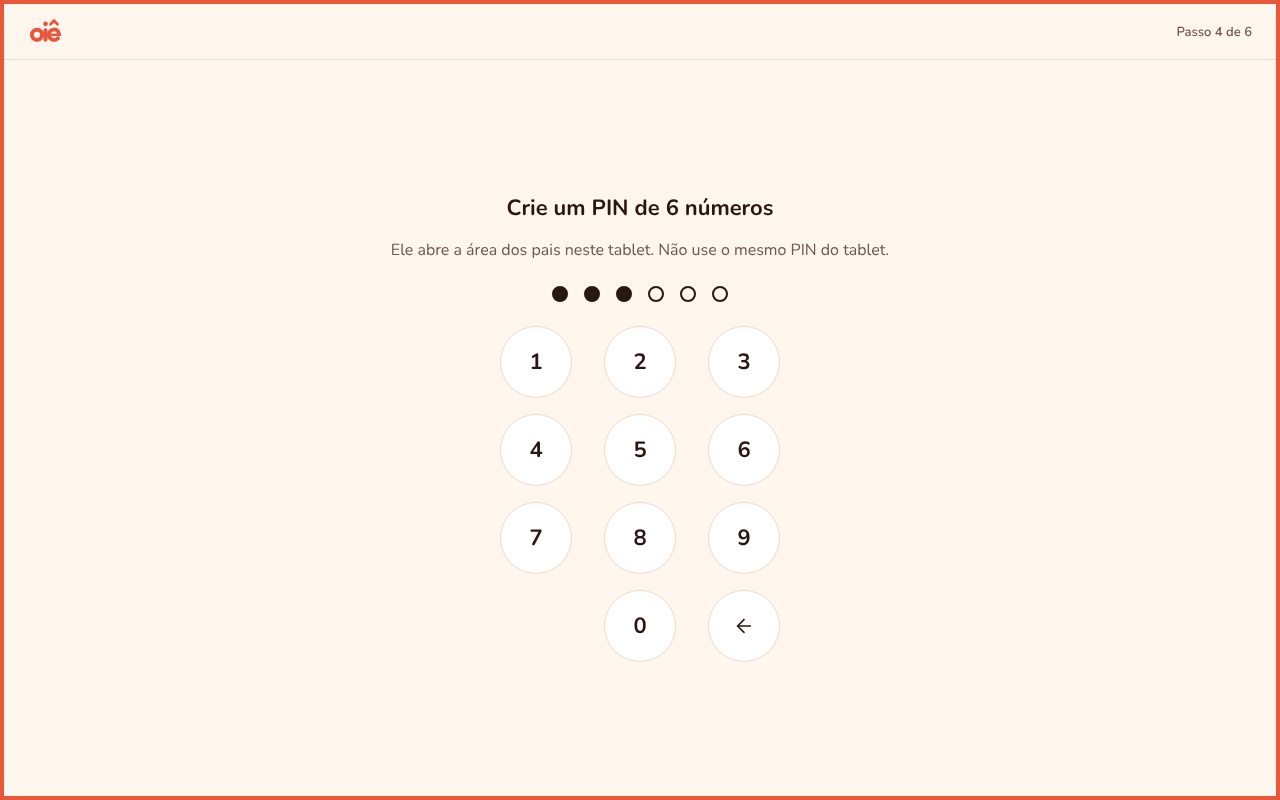 oiê
Passo 4 de 6
Crie um PIN de 6 números
Ele abre a área dos pais neste tablet. Não use o mesmo PIN do tablet.
1 2 3
4 5 6
7 8 9
0 ←